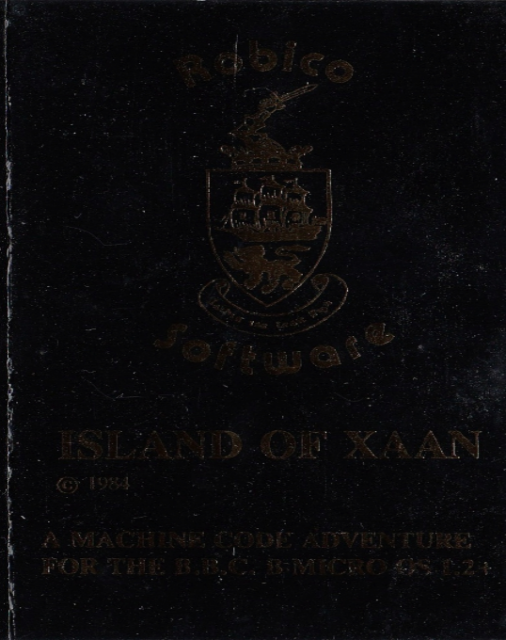 Robico
Software
ISLAND OF XAAN
© 1984
A MACHINE CODE ADVENTURE
FOR THE B.B.C. B MICRO OS 1.2+